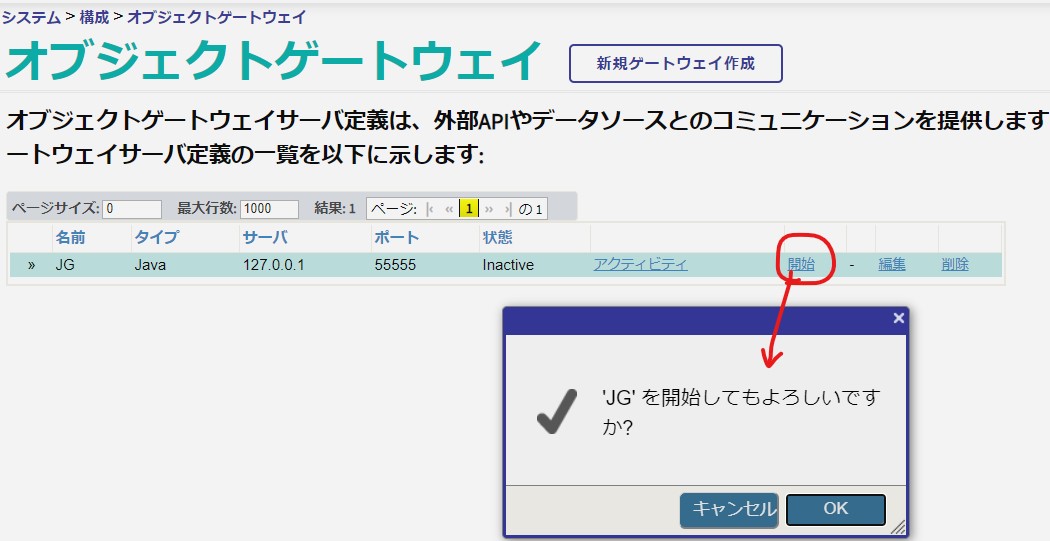 システム > 構成 > オブジェクトゲートウェイ
オブジェクトゲートウェイ 新規ゲートウェイ作成
オブジェクトゲートウェイサーバ定義は、外部APIやデータソースとのコミュニケーションを提供します
ートウェイサーバ定義の一覧を以下に示します:
ページサイズ: 0 最大行数: 1000 結果: 1 ページ: |‹ ‹‹ 1 ›› ›| の 1
名前 タイプ サーバ ポート 状態
» JG Java 127.0.0.1 55555 Inactive アクティビティ 開始 - 編集 削除
×
'JG' を開始してもよろしいです
か?
キャンセル OK